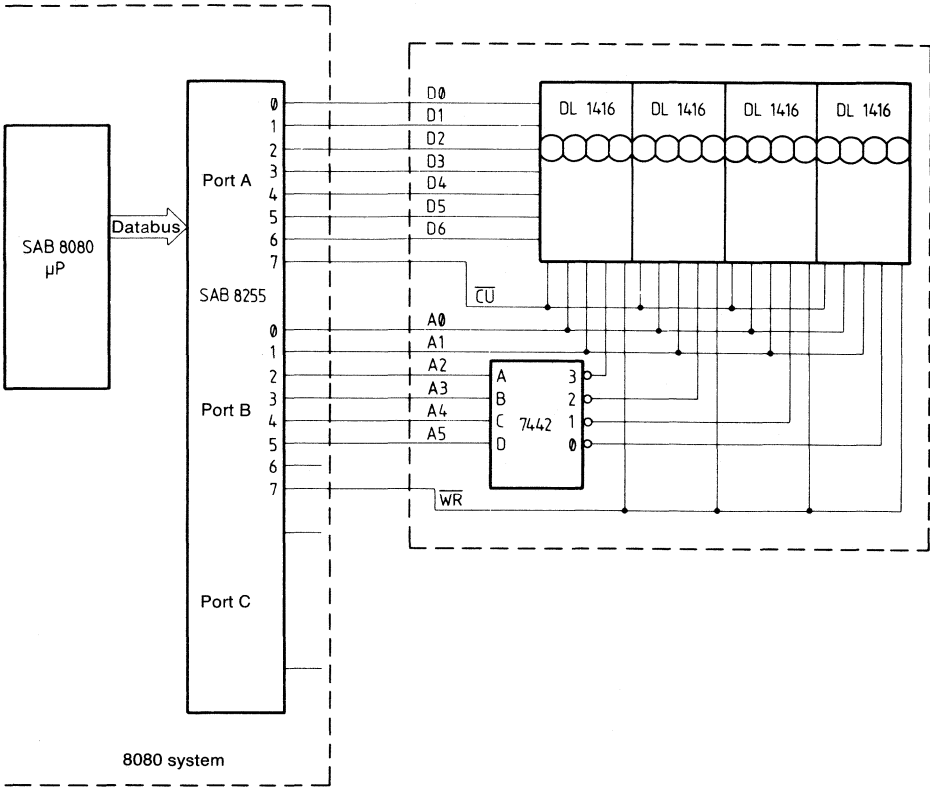 SAB 8080
µP
Databus
0
1
2
3
4
5
6
7
Port A
SAB 8255
0
1
2
3
4
5
6
7
Port B
Port C
8080 system
D0
D1
D2
D3
D4
D5
D6
C̅U̅
A0
A1
A2
A3
A4
A5
W̅R̅
DL 1416
DL 1416
DL 1416
DL 1416
A
B
C
D
7442
3
2
1
0